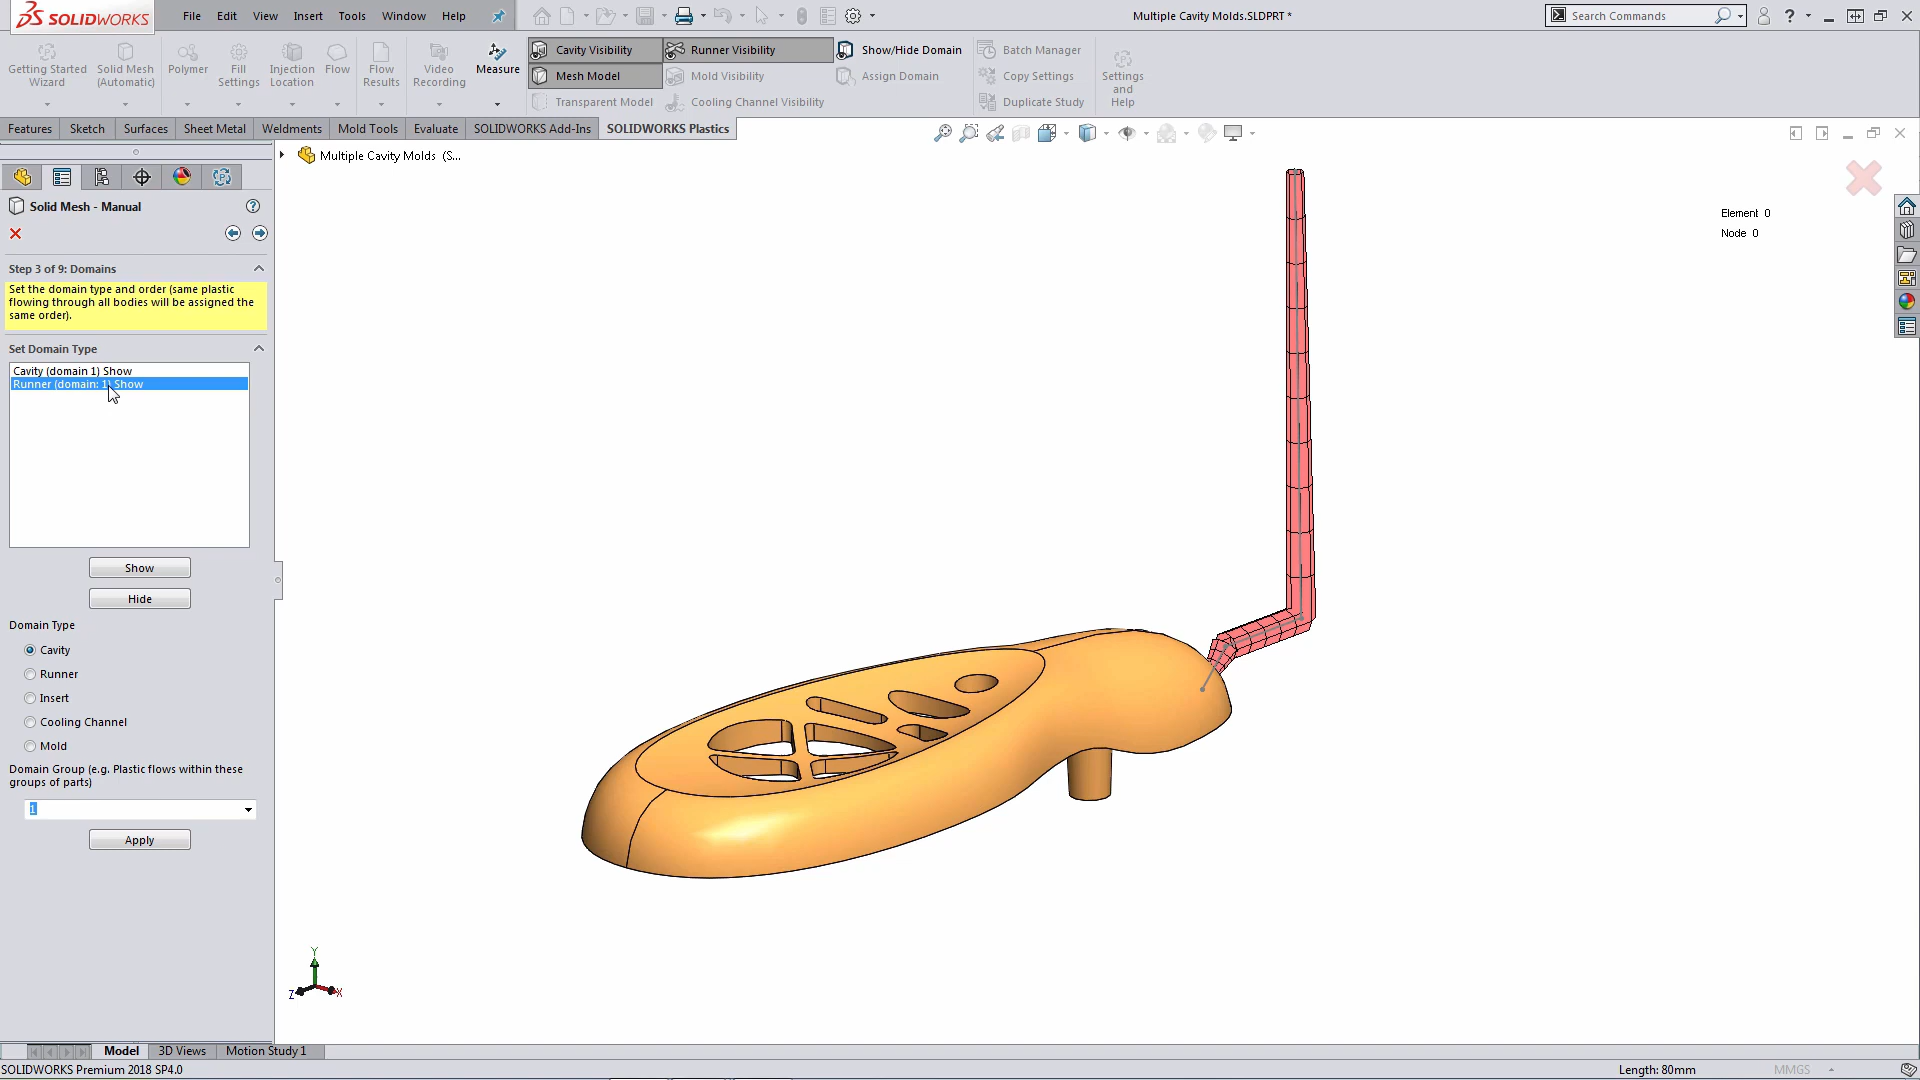 SOLIDWORKS
File Edit View Insert Tools Window Help
Multiple Cavity Molds.SLDPRT *
Search Commands
Getting Started Wizard
Solid Mesh (Automatic)
Polymer
Fill Settings
Injection Location
Flow
Flow Results
Video Recording
Measure
Cavity Visibility
Runner Visibility
Show/Hide Domain
Batch Manager
Mesh Model
Mold Visibility
Assign Domain
Copy Settings
Transparent Model
Cooling Channel Visibility
Duplicate Study
Settings and Help
Features Sketch Surfaces Sheet Metal Weldments Mold Tools Evaluate SOLIDWORKS Add-Ins SOLIDWORKS Plastics
Multiple Cavity Molds (S...
Solid Mesh - Manual
Step 3 of 9: Domains
Set the domain type and order (same plastic
flowing through all bodies will be assigned the
same order).
Set Domain Type
Cavity (domain 1) Show
Runner (domain: 1) Show
Show
Hide
Domain Type
Cavity
Runner
Insert
Cooling Channel
Mold
Domain Group (e.g. Plastic flows within these
groups of parts)
1
Apply
Element 0
Node 0
Y
Z X
Model 3D Views Motion Study 1
SOLIDWORKS Premium 2018 SP4.0
Length: 80mm
MMGS